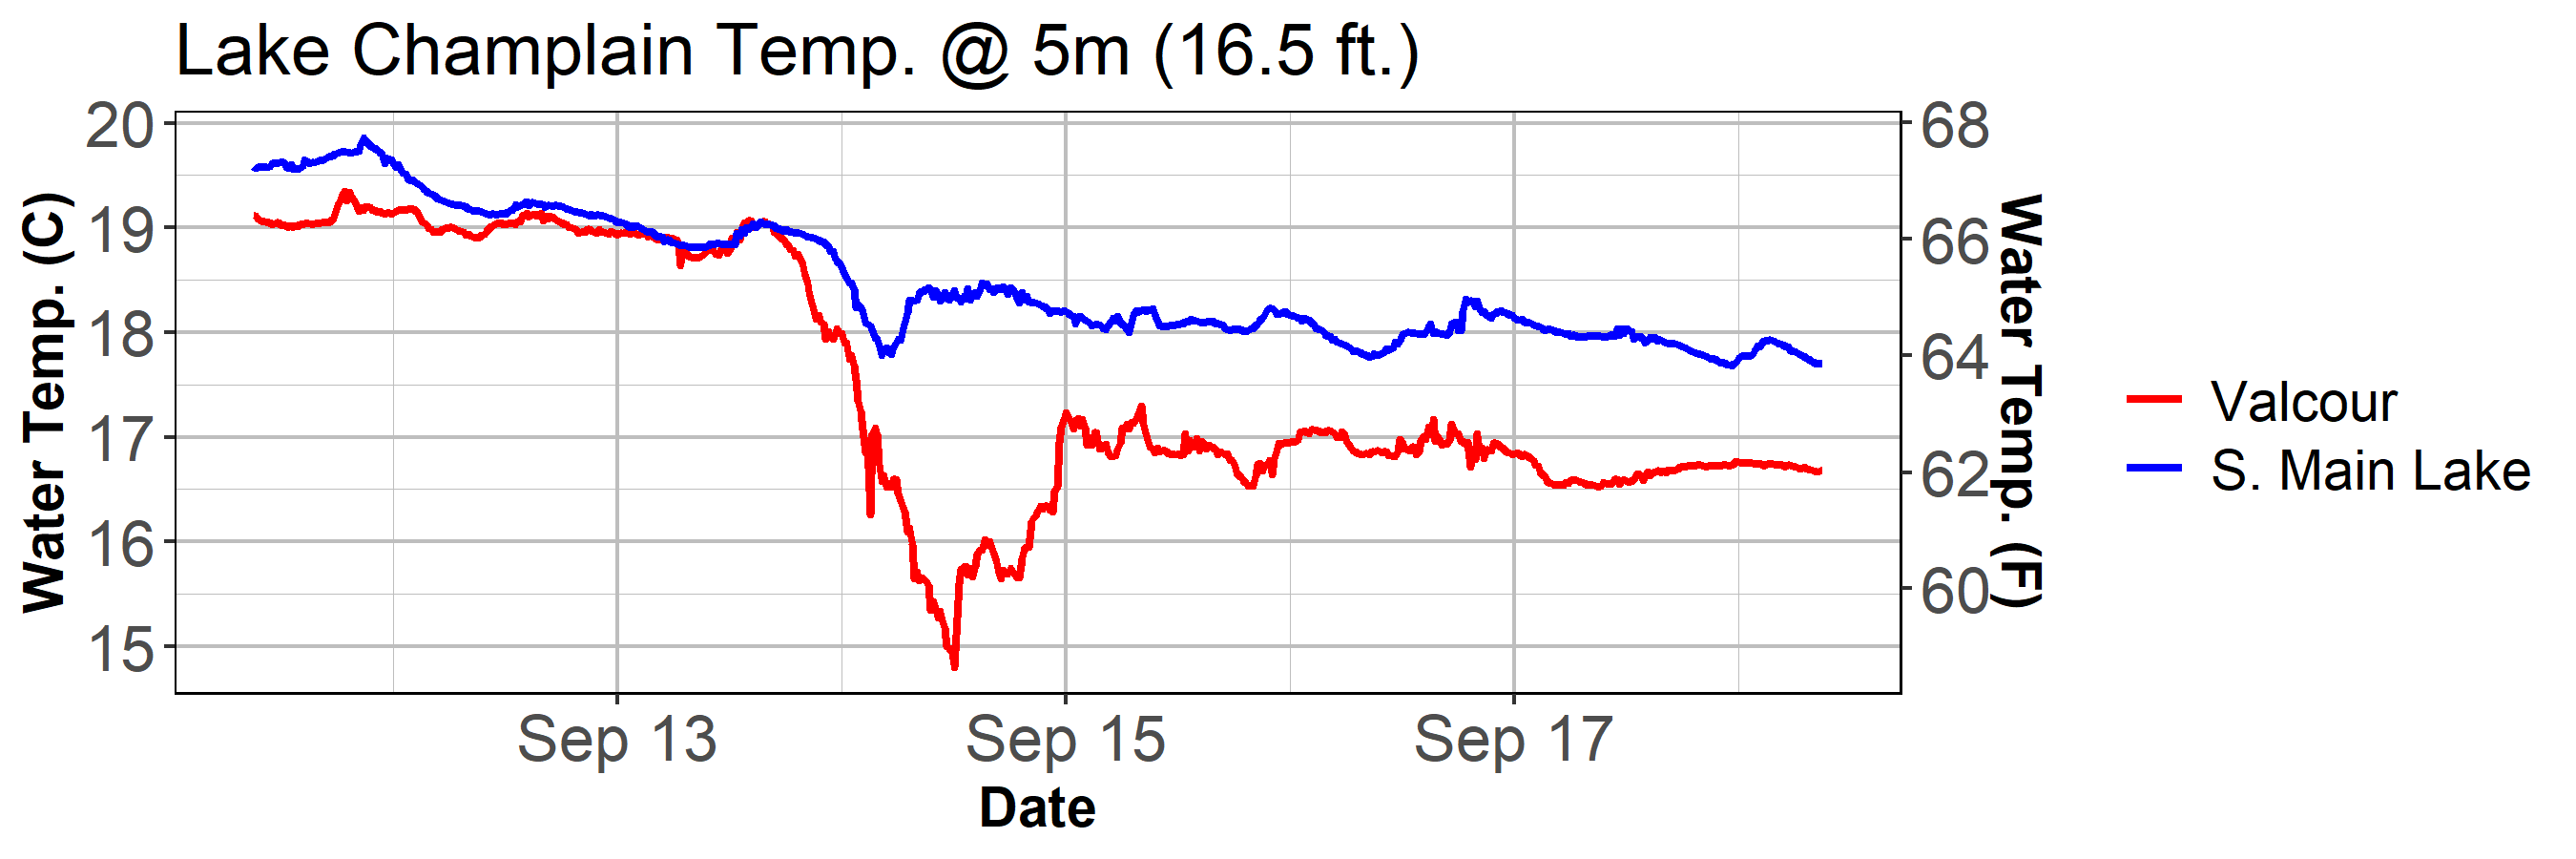 Lake Champlain Temp. @ 5m (16.5 ft.)
Water Temp. (C)
20
19
18
17
16
15
68
66
64
62
60
Water Temp. (F)
Sep 13
Sep 15
Sep 17
Date
Valcour
S. Main Lake